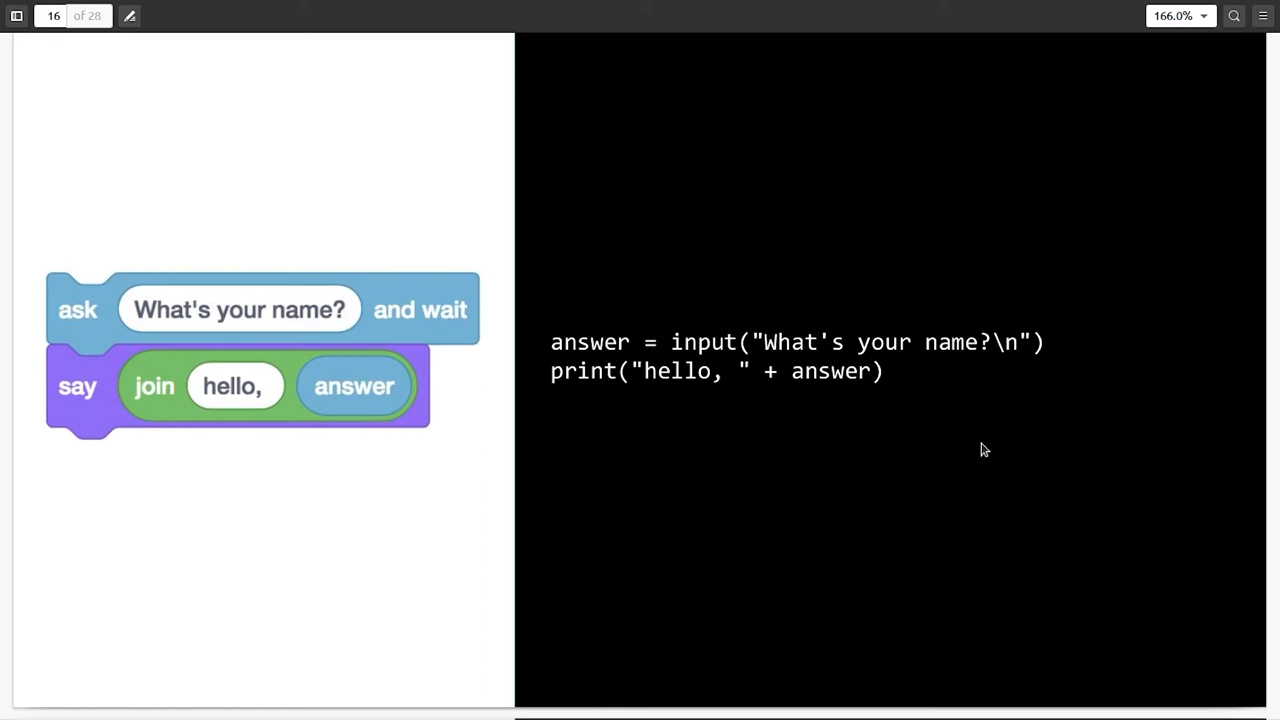 16 of 28
166.0%
ask What's your name? and wait
say join hello, answer
answer = input("What's your name?\n")
print("hello, " + answer)